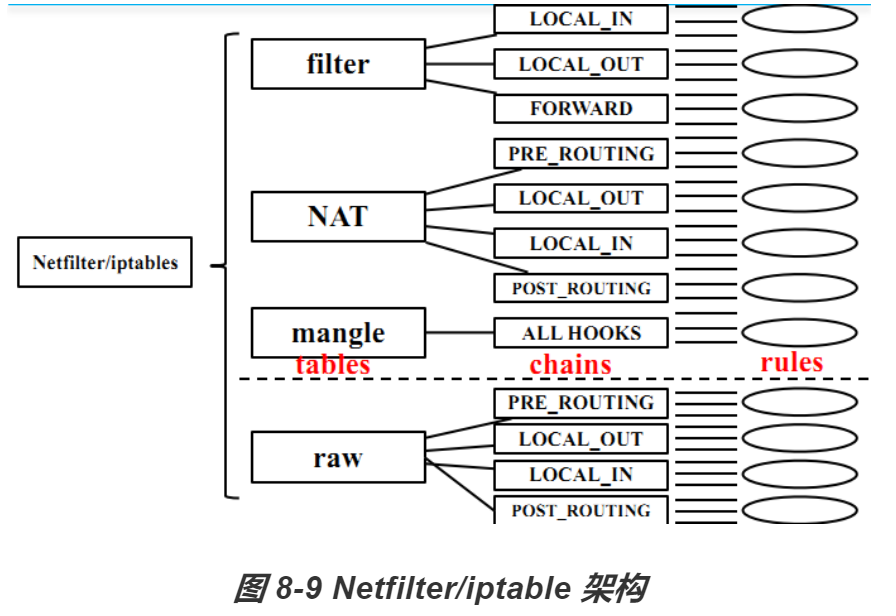 LOCAL_IN
filter
LOCAL_OUT
FORWARD
PRE_ROUTING
NAT
LOCAL_OUT
LOCAL_IN
Netfilter/iptables
POST_ROUTING
mangle
ALL HOOKS
tables
chains
rules
PRE_ROUTING
LOCAL_OUT
raw
LOCAL_IN
POST_ROUTING
图 8-9 Netfilter/iptable 架构